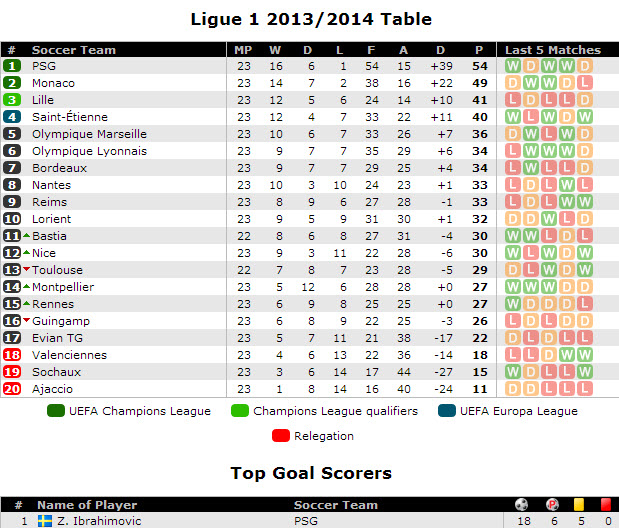 Ligue 1 2013/2014 Table
# Soccer Team MP W D L F A D P Last 5 Matches
1 PSG 23 16 6 1 54 15 +39 54 W D W W D
2 Monaco 23 14 7 2 38 16 +22 49 D W W D L
3 Lille 23 12 5 6 24 14 +10 41 L D L L D
4 Saint-Étienne 23 12 4 7 33 22 +11 40 W L W D W
5 Olympique Marseille 23 10 6 7 33 26 +7 36 D W L W D
6 Olympique Lyonnais 23 9 7 7 35 29 +6 34 L W W W D
7 Bordeaux 23 9 7 7 29 25 +4 34 L W L L D
8 Nantes 23 10 3 10 24 23 +1 33 L D L W L
9 Reims 23 8 9 6 27 28 -1 33 L D L W W
10 Lorient 23 9 5 9 31 30 +1 32 D D W L D
11 Bastia 22 8 6 8 27 31 -4 30 W W L D L
12 Nice 23 9 3 11 22 28 -6 30 W L W D W
13 Toulouse 22 7 8 7 23 28 -5 29 D L W D W
14 Montpellier 23 5 12 6 28 28 +0 27 W W W D D
15 Rennes 23 6 9 8 25 25 +0 27 W D D D L
16 Guingamp 23 6 8 9 22 25 -3 26 L D L D D
17 Evian TG 23 5 7 11 21 38 -17 22 D L D L L
18 Valenciennes 23 4 6 13 22 36 -14 18 L L D W W
19 Sochaux 23 3 6 14 17 44 -27 15 W D L L W
20 Ajaccio 23 1 8 14 16 40 -24 11 D D L L L
UEFA Champions League Champions League qualifiers UEFA Europa League
Relegation
Top Goal Scorers
# Name of Player Soccer Team
1 Z. Ibrahimovic PSG 18 6 5 0